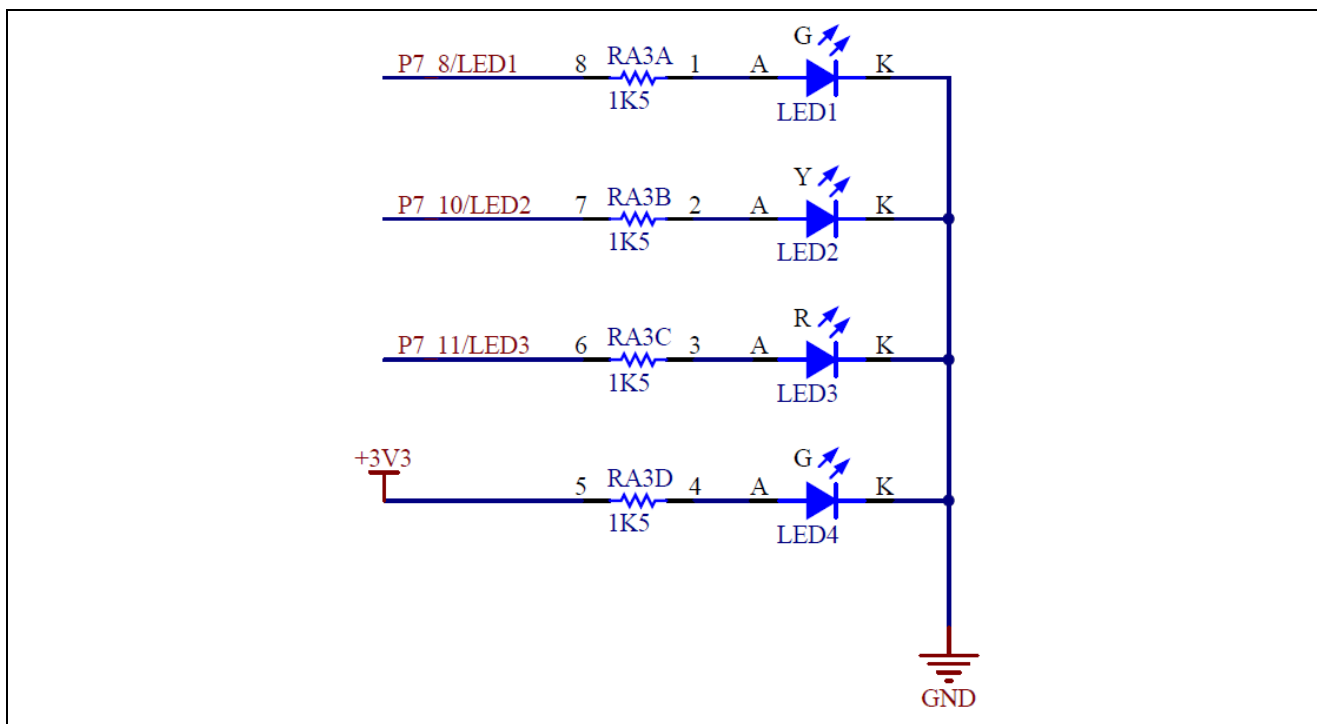 G
P7_8/LED1 8 RA3A 1 A K
1K5 LED1
Y
P7_10/LED2 7 RA3B 2 A K
1K5 LED2
R
P7_11/LED3 6 RA3C 3 A K
1K5 LED3
G
+3V3 5 RA3D 4 A K
1K5 LED4
GND